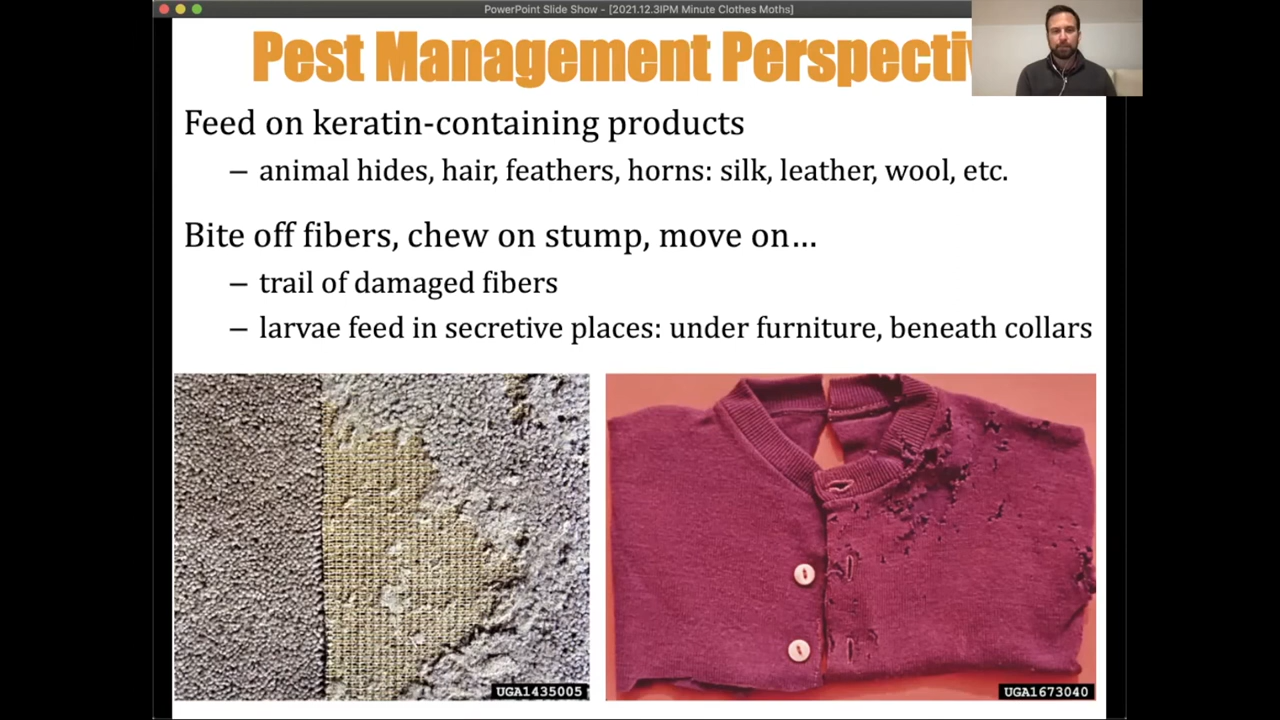 PowerPoint Slide Show - [2021.12.3IPM Minute Clothes Moths]
Pest Management Perspecti
Feed on keratin-containing products
– animal hides, hair, feathers, horns: silk, leather, wool, etc.
Bite off fibers, chew on stump, move on…
– trail of damaged fibers
– larvae feed in secretive places: under furniture, beneath collars
UGA1435005
UGA1673040